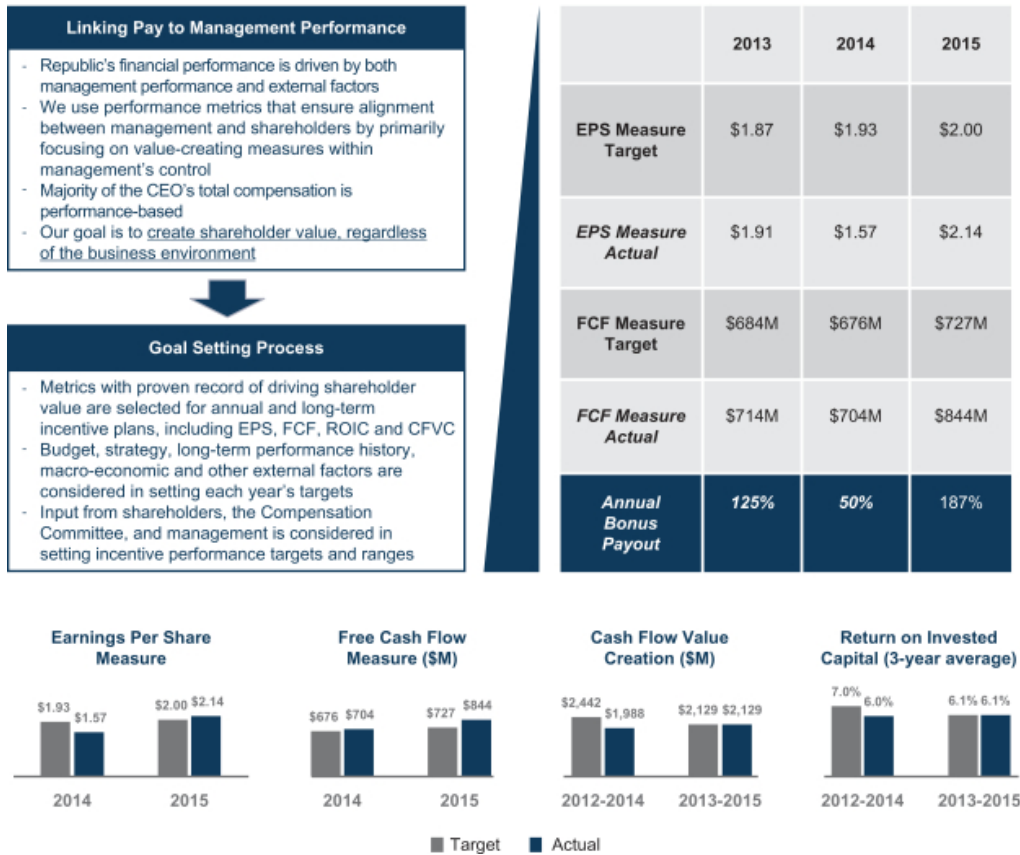 Linking Pay to Management Performance
- Republic's financial performance is driven by both
management performance and external factors
- We use performance metrics that ensure alignment
between management and shareholders by primarily
focusing on value-creating measures within
management's control
- Majority of the CEO's total compensation is
performance-based
- Our goal is to create shareholder value, regardless
of the business environment
Goal Setting Process
- Metrics with proven record of driving shareholder
value are selected for annual and long-term
incentive plans, including EPS, FCF, ROIC and CFVC
- Budget, strategy, long-term performance history,
macro-economic and other external factors are
considered in setting each year's targets
- Input from shareholders, the Compensation
Committee, and management is considered in
setting incentive performance targets and ranges
2013 2014 2015
EPS Measure
Target
$1.87 $1.93 $2.00
EPS Measure
Actual
$1.91 $1.57 $2.14
FCF Measure
Target
$684M $676M $727M
FCF Measure
Actual
$714M $704M $844M
Annual
Bonus
Payout
125% 50% 187%
Earnings Per Share
Measure
$1.93 $1.57 $2.00 $2.14
2014 2015
Free Cash Flow
Measure ($M)
$676 $704 $727 $844
2014 2015
Cash Flow Value
Creation ($M)
$2,442 $1,988 $2,129 $2,129
2012-2014 2013-2015
Return on Invested
Capital (3-year average)
7.0% 6.0% 6.1% 6.1%
2012-2014 2013-2015
Target Actual